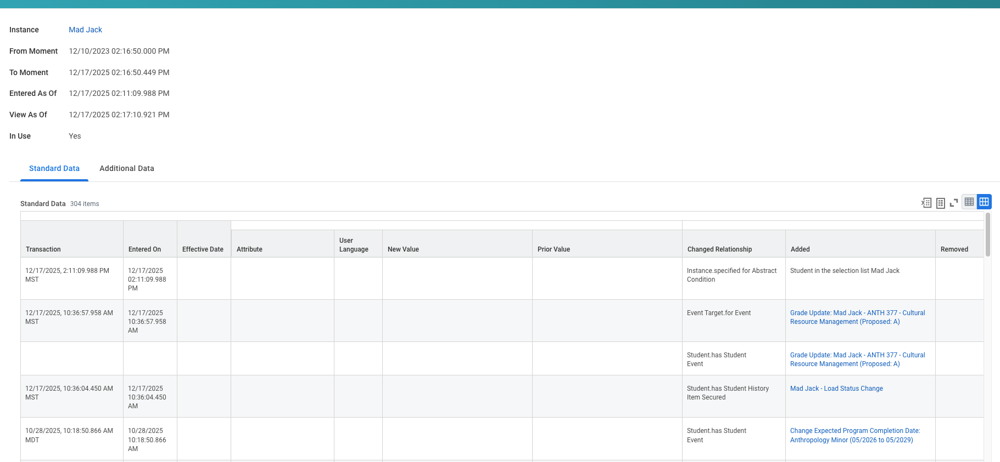 Instance Mad Jack
From Moment 12/10/2023 02:16:50.000 PM
To Moment 12/17/2025 02:16:50.449 PM
Entered As Of 12/17/2025 02:11:09.988 PM
View As Of 12/17/2025 02:17:10.921 PM
In Use Yes
Standard Data Additional Data
Standard Data 304 items
Transaction Entered On Effective Date Attribute User Language New Value Prior Value Changed Relationship Added Removed
12/17/2025, 2:11:09.988 PM
MST
12/17/2025
02:11:09.988
PM
Instance.specified for Abstract
Condition
Student in the selection list Mad Jack
12/17/2025, 10:36:57.958 AM
MST
12/17/2025
10:36:57.958
AM
Event Target.for Event
Grade Update: Mad Jack - ANTH 377 - Cultural
Resource Management (Proposed: A)
Student.has Student
Event
Grade Update: Mad Jack - ANTH 377 - Cultural
Resource Management (Proposed: A)
12/17/2025, 10:36:04.450 AM
MST
12/17/2025
10:36:04.450
AM
Student.has Student History
Item Secured
Mad Jack - Load Status Change
10/28/2025, 10:18:50.866 AM
MDT
10/28/2025
10:18:50.866
AM
Student.has Student
Event
Change Expected Program Completion Date:
Anthropology Minor (05/2026 to 05/2029)